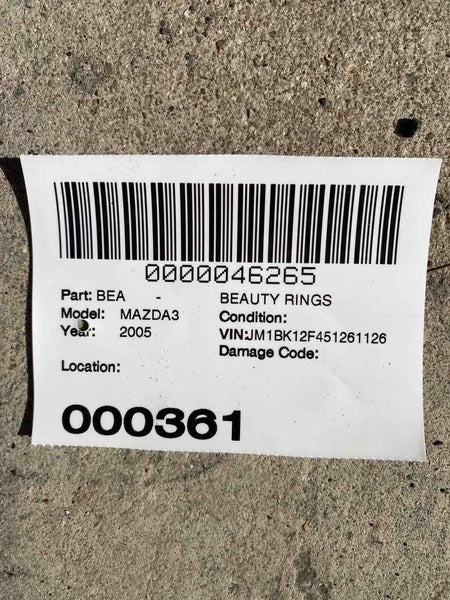 0000046265
Part: BEA - BEAUTY RINGS
Model: MAZDA3 Condition:
Year: 2005 VIN:JM1BK12F451261126
Damage Code:
Location:
000361